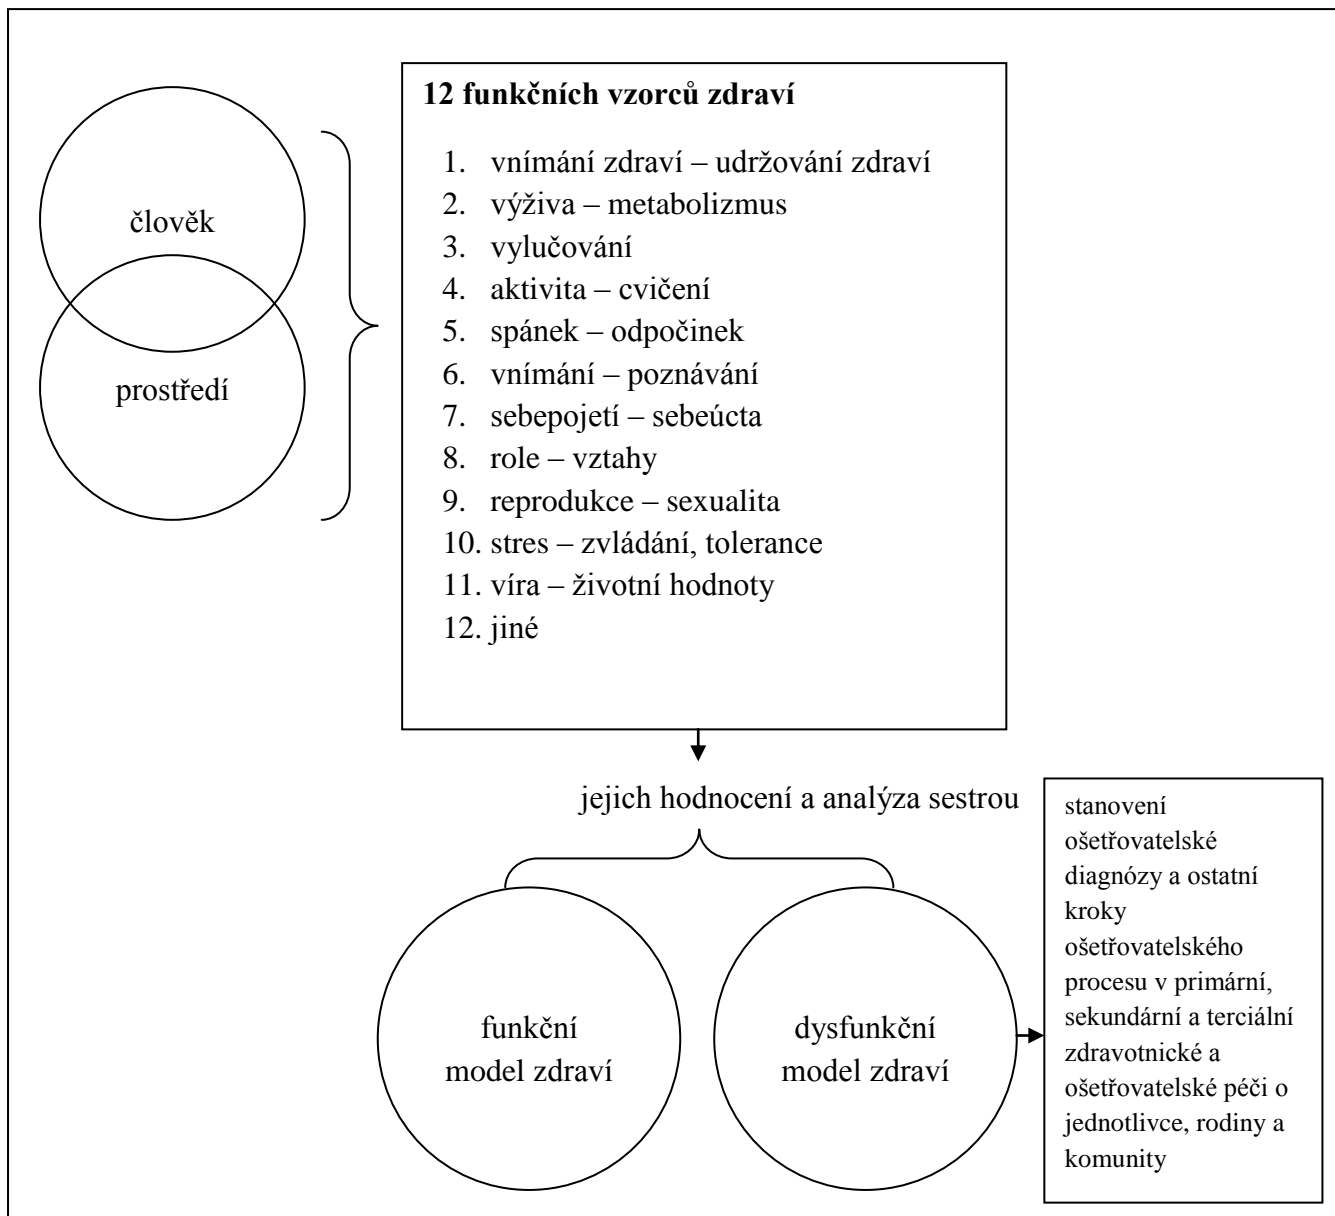 člověk
prostředí
12 funkčních vzorců zdraví
1. vnímání zdraví – udržování zdraví
2. výživa – metabolizmus
3. vylučování
4. aktivita – cvičení
5. spánek – odpočinek
6. vnímání – poznávání
7. sebepojetí – sebeúcta
8. role – vztahy
9. reprodukce – sexualita
10. stres – zvládání, tolerance
11. víra – životní hodnoty
12. jiné
jejich hodnocení a analýza sestrou
funkční
model zdraví
dysfunkční
model zdraví
stanovení
ošetřovatelské
diagnózy a ostatní
kroky
ošetřovatelského
procesu v primární,
sekundární a terciální
zdravotnické a
ošetřovatelské péči o
jednotlivce, rodiny a
komunity